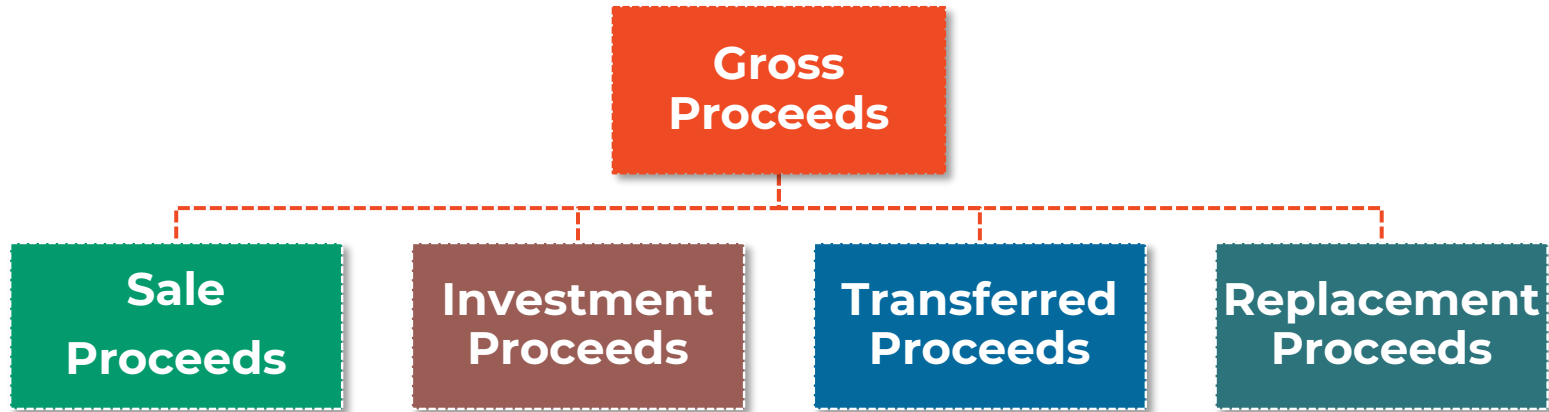 Gross
Proceeds
Sale
Proceeds
Investment
Proceeds
Transferred
Proceeds
Replacement
Proceeds